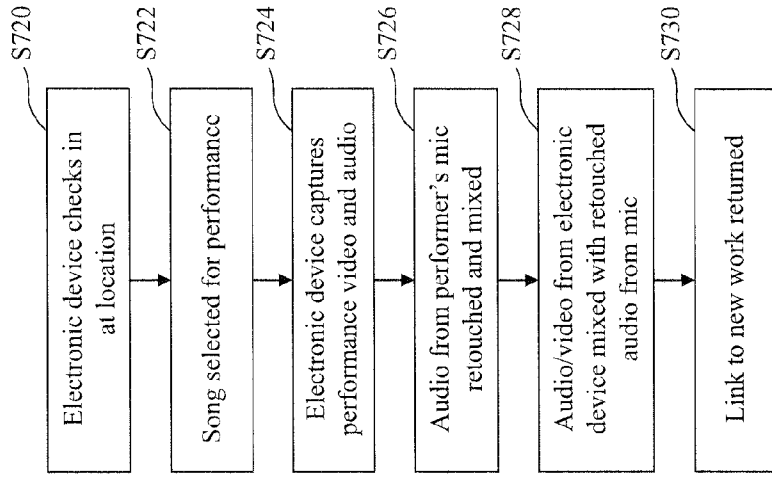 S720
Electronic device checks in
at location
S722
Song selected for performance
S724
Electronic device captures
performance video and audio
S726
Audio from performer's mic
retouched and mixed
S728
Audio/video from electronic
device mixed with retouched
audio from mic
S730
Link to new work returned